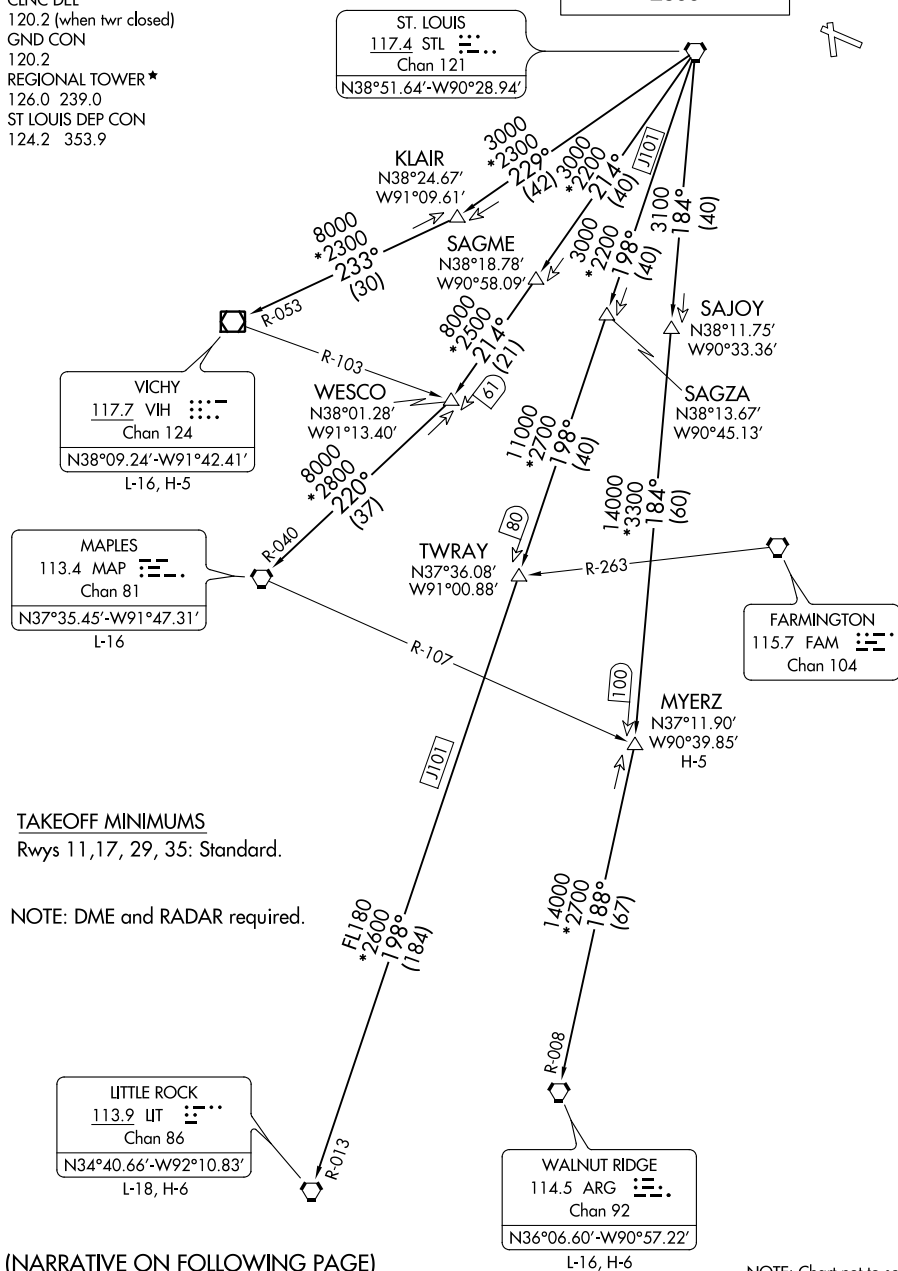 CLNC DEL
120.2 (when twr closed)
GND CON
120.2
REGIONAL TOWER★
126.0 239.0
ST LOUIS DEP CON
124.2 353.9
ST. LOUIS
117.4 STL
Chan 121
N38°51.64′-W90°28.94′
3000
*2300
229°
(42)
3000
*2200
214°
(40)
J101
3000
*2200
198°
(40)
3100
184°
(40)
KLAIR
N38°24.67′
W91°09.61′
8000
*2300
233°
(30)
R-053
SAGME
N38°18.78′
W90°58.09′
8000
*2500
214°
(21)
SAJOY
N38°11.75′
W90°33.36′
SAGZA
N38°13.67′
W90°45.13′
R-103
VICHY
117.7 VIH
Chan 124
N38°09.24′-W91°42.41′
L-16, H-5
WESCO
N38°01.28′
W91°13.40′
61
8000
*2800
220°
(37)
R-040
11000
*2700
198°
(40)
80
14000
*3300
184°
(60)
MAPLES
113.4 MAP
Chan 81
N37°35.45′-W91°47.31′
L-16
TWRAY
N37°36.08′
W91°00.88′
R-263
FARMINGTON
115.7 FAM
Chan 104
R-107
100
MYERZ
N37°11.90′
W90°39.85′
H-5
J101
TAKEOFF MINIMUMS
Rwys 11,17, 29, 35: Standard.
NOTE: DME and RADAR required.
FL180
*2600
198°
(184)
14000
*2700
188°
(67)
R-008
R-013
LITTLE ROCK
113.9 LIT
Chan 86
N34°40.66′-W92°10.83′
L-18, H-6
WALNUT RIDGE
114.5 ARG
Chan 92
N36°06.60′-W90°57.22′
L-16, H-6
(NARRATIVE ON FOLLOWING PAGE)
NOTE: Chart not to